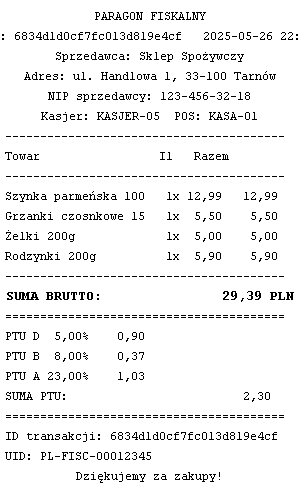 PARAGON FISKALNY
: 6834d1d0cf7fc013d819e4cf 2025-05-26 22:
Sprzedawca: Sklep Spożywczy
Adres: ul. Handlowa 1, 33-100 Tarnów
NIP sprzedawcy: 123-456-32-18
Kasjer: KASJER-05 POS: KASA-01
----------------------------------------
Towar Il Razem
----------------------------------------
Szynka parmeńska 100 1x 12,99 12,99
Grzanki czosnkowe 15 1x 5,50 5,50
Żelki 200g 1x 5,00 5,00
Rodzynki 200g 1x 5,90 5,90
----------------------------------------
SUMA BRUTTO: 29,39 PLN
========================================
PTU D 5,00% 0,90
PTU B 8,00% 0,37
PTU A 23,00% 1,03
SUMA PTU: 2,30
========================================
ID transakcji: 6834d1d0cf7fc013d819e4cf
UID: PL-FISC-00012345
Dziękujemy za zakupy!